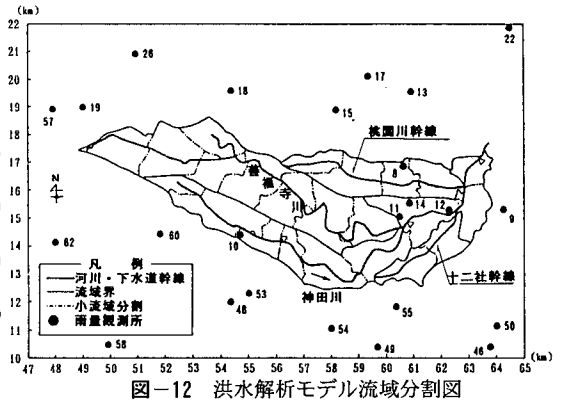 (km)
22
21
20
19
18
17
16
15
14
13
12
11
10
47 48 49 50 51 52 53 54 55 56 57 58 59 60 61 62 63 64 65
(km)
22
26
17
13
18
57
19
15
桃園川幹線
8
善福寺川
N
11
14
12
9
62
60
10
十二社幹線
神田川
凡 例
河川・下水道幹線
流域界
小流域分割
雨量観測所
53
48
55
54
50
58
49
46
図-12 洪水解析モデル流域分割図